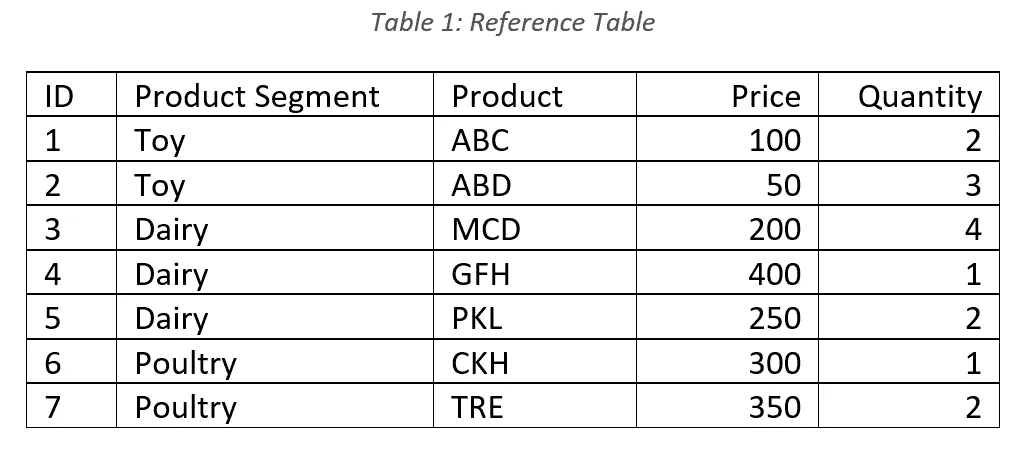 Table 1: Reference Table
ID Product Segment Product Price Quantity
1 Toy ABC 100 2
2 Toy ABD 50 3
3 Dairy MCD 200 4
4 Dairy GFH 400 1
5 Dairy PKL 250 2
6 Poultry CKH 300 1
7 Poultry TRE 350 2